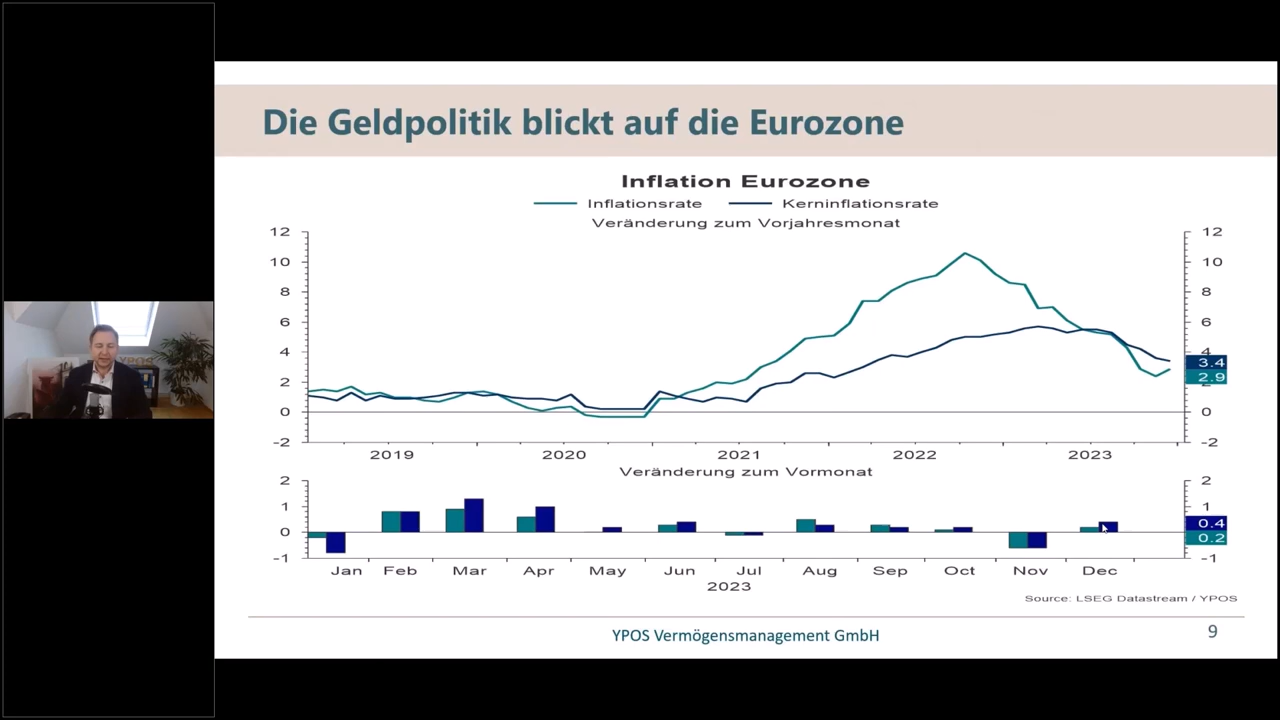 Die Geldpolitik blickt auf die Eurozone
Inflation Eurozone
Inflationsrate Kerninflationsrate
Veränderung zum Vorjahresmonat
12 12
10 10
8 8
6 6
4 4
3.4
2.9
2 2
0 0
-2 -2
2019 2020 2021 2022 2023
Veränderung zum Vormonat
2 2
1 1
0.4
0.2
0
-1 -1
Jan Feb Mar Apr May Jun Jul Aug Sep Oct Nov Dec
2023
Source: LSEG Datastream / YPOS
YPOS Vermögensmanagement GmbH
9
YPOS